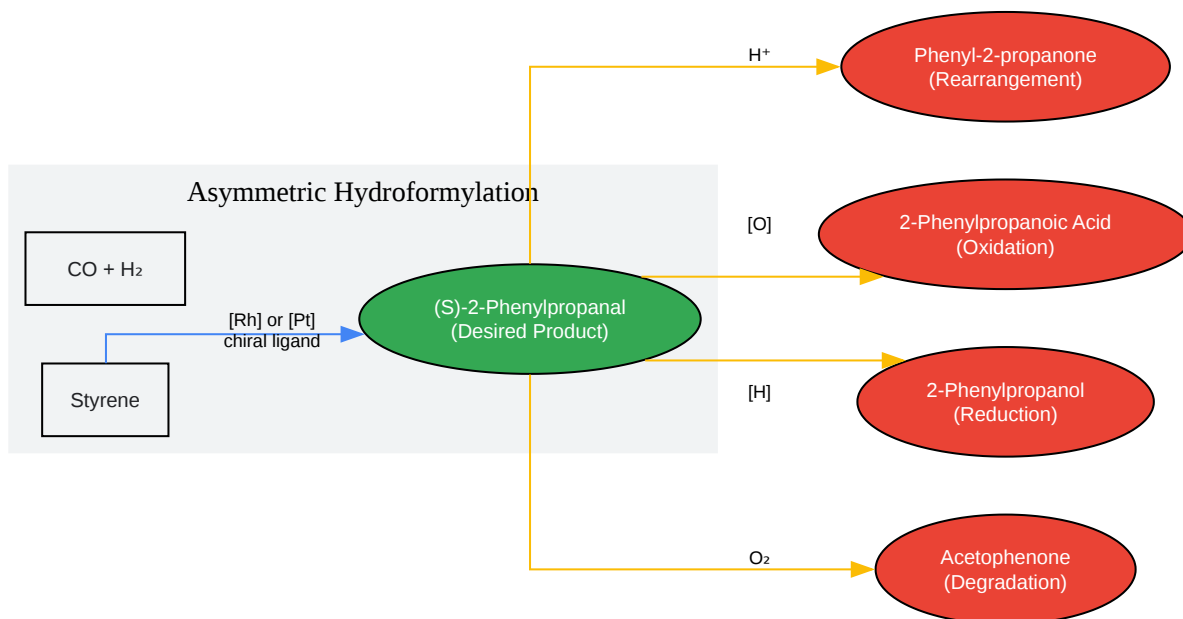 H⁺
Phenyl-2-propanone
(Rearrangement)
Asymmetric Hydroformylation
CO + H₂
[O]
2-Phenylpropanoic Acid
(Oxidation)
[Rh] or [Pt]
chiral ligand
(S)-2-Phenylpropanal
(Desired Product)
Styrene
[H]
2-Phenylpropanol
(Reduction)
O₂
Acetophenone
(Degradation)